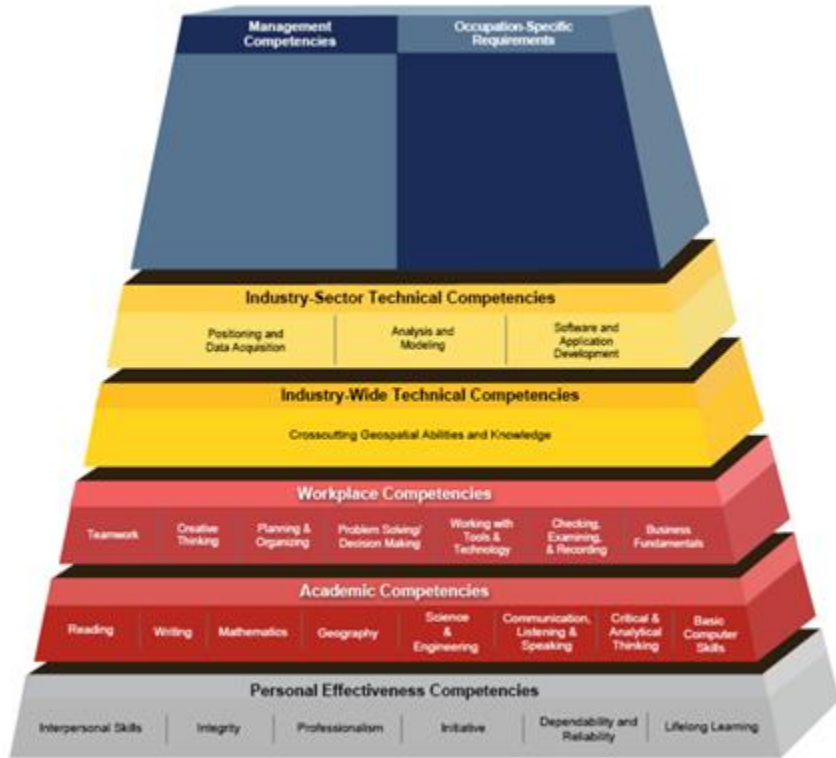 Management
Competencies
Occupation-Specific
Requirements
Industry-Sector Technical Competencies
Positioning and
Data Acquisition
Analysis and
Modeling
Software and
Application
Development
Industry-Wide Technical Competencies
Crosscutting Geospatial Abilities and Knowledge
Workplace Competencies
Teamwork
Creative
Thinking
Planning &
Organizing
Problem Solving/
Decision Making
Working with
Tools &
Technology
Checking,
Examining,
& Recording
Business
Fundamentals
Academic Competencies
Reading
Writing
Mathematics
Geography
Science
&
Engineering
Communication,
Listening &
Speaking
Critical &
Analytical
Thinking
Basic
Computer
Skills
Personal Effectiveness Competencies
Interpersonal Skills
Integrity
Professionalism
Initiative
Dependability and
Reliability
Lifelong Learning